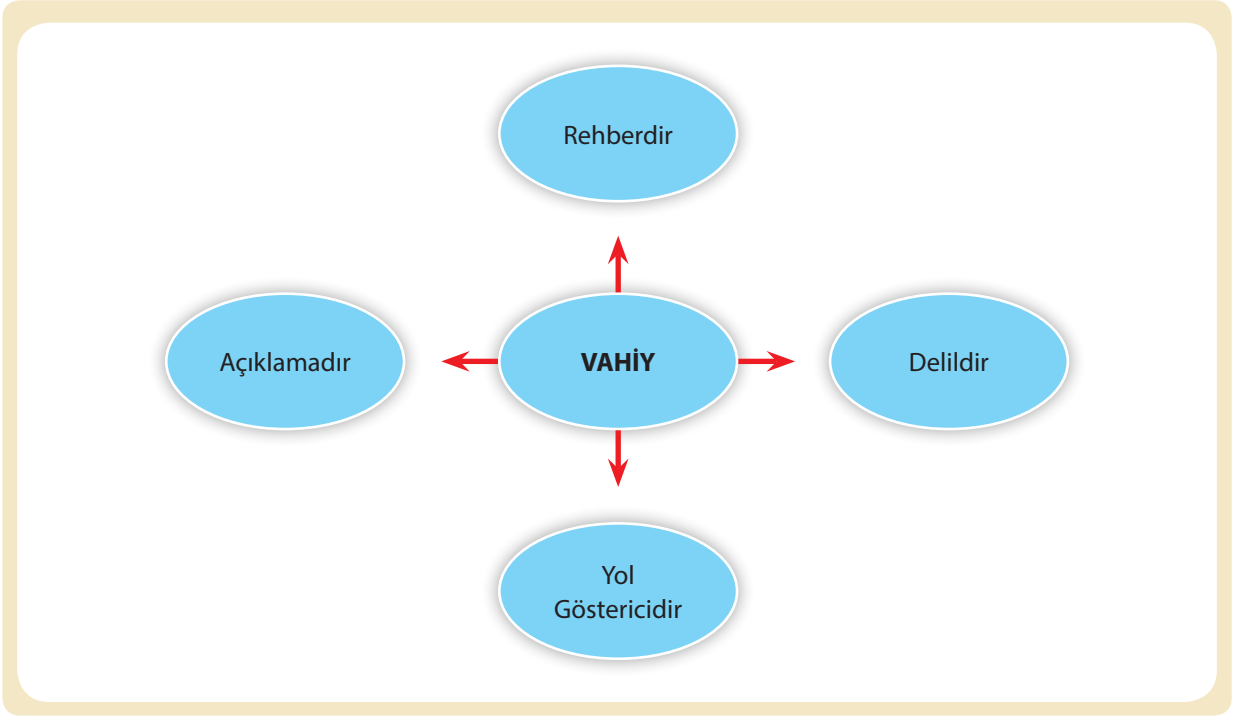 Rehberdir
Açıklamadır
VAHİY
Delildir
Yol
Göstericidir